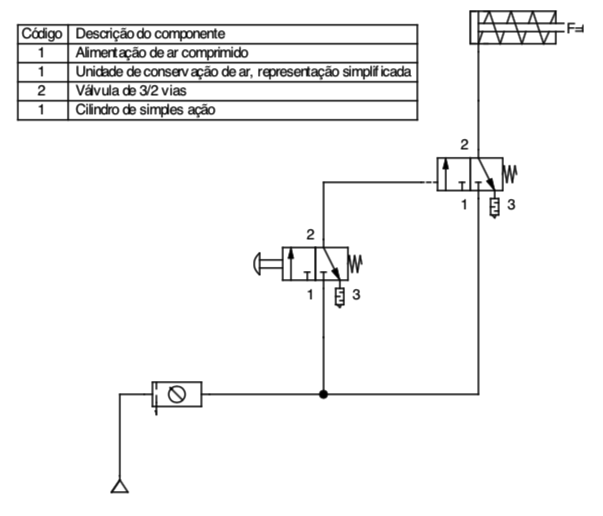 Código Descrição do componente
1 Alimentação de ar comprimido
1 Unidade de conservação de ar, representação simplificada
2 Válvula de 3/2 vias
1 Cilindro de simples ação
F=
2
1 3
2
1 3